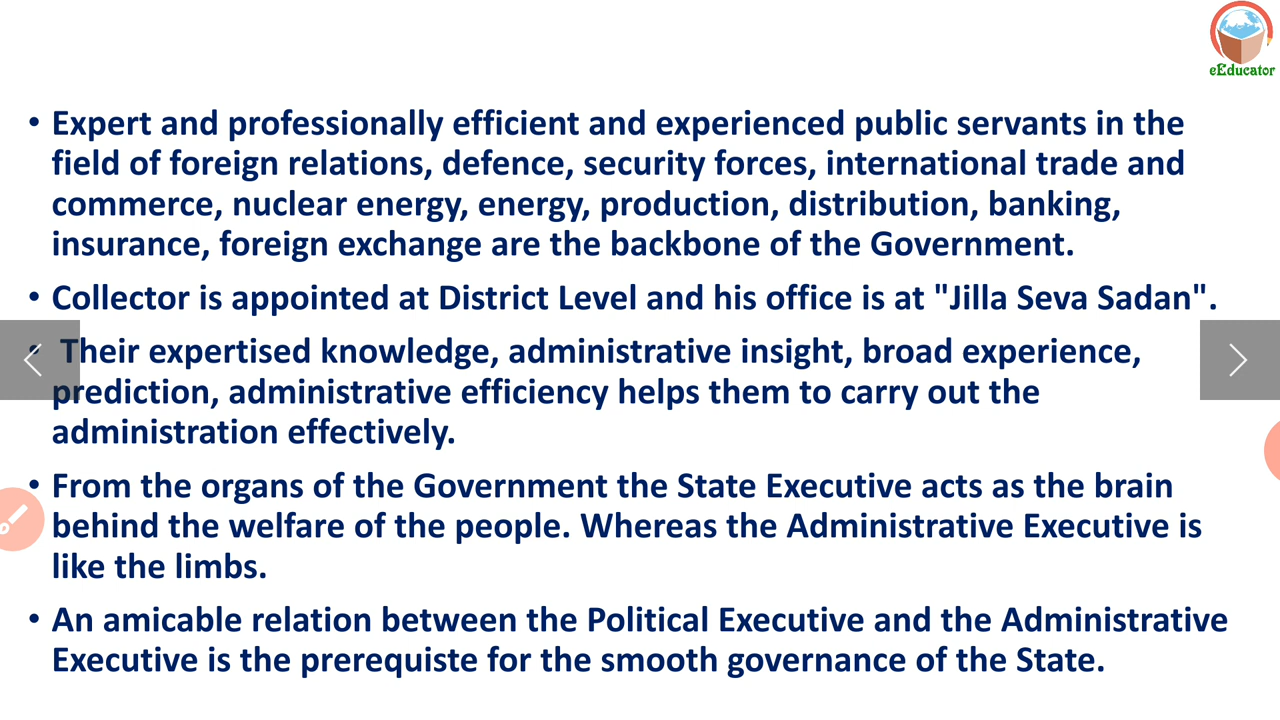 eEducator
• Expert and professionally efficient and experienced public servants in the
field of foreign relations, defence, security forces, international trade and
commerce, nuclear energy, energy, production, distribution, banking,
insurance, foreign exchange are the backbone of the Government.
• Collector is appointed at District Level and his office is at "Jilla Seva Sadan".
• Their expertised knowledge, administrative insight, broad experience,
prediction, administrative efficiency helps them to carry out the
administration effectively.
• From the organs of the Government the State Executive acts as the brain
behind the welfare of the people. Whereas the Administrative Executive is
like the limbs.
• An amicable relation between the Political Executive and the Administrative
Executive is the prerequiste for the smooth governance of the State.